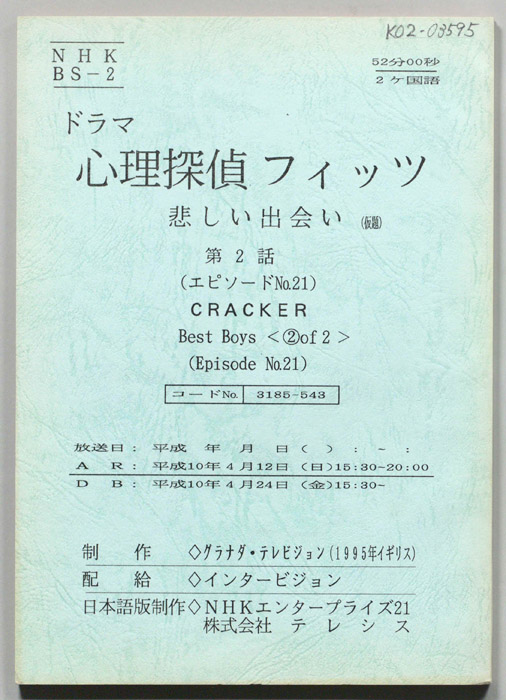 K02-03595
NHK
BS-2
52分00秒
2ヶ国語
ドラマ
心理探偵フィッツ
悲しい出会い (仮題)
第2話
(エピソードNo.21)
CRACKER
Best Boys <②of 2>
(Episode No.21)
コードNo. 3185-543
放送日: 平成 年 月 日 ( ) : ~ :
A R: 平成10年4月12日 (日)15:30~20:00
D B: 平成10年4月24日 (金)15:30~
制作 ◇グラナダ・テレビジョン(1995年イギリス)
配給 ◇インタービジョン
日本語版制作◇NHKエンタープライズ21
株式会社 テレシス